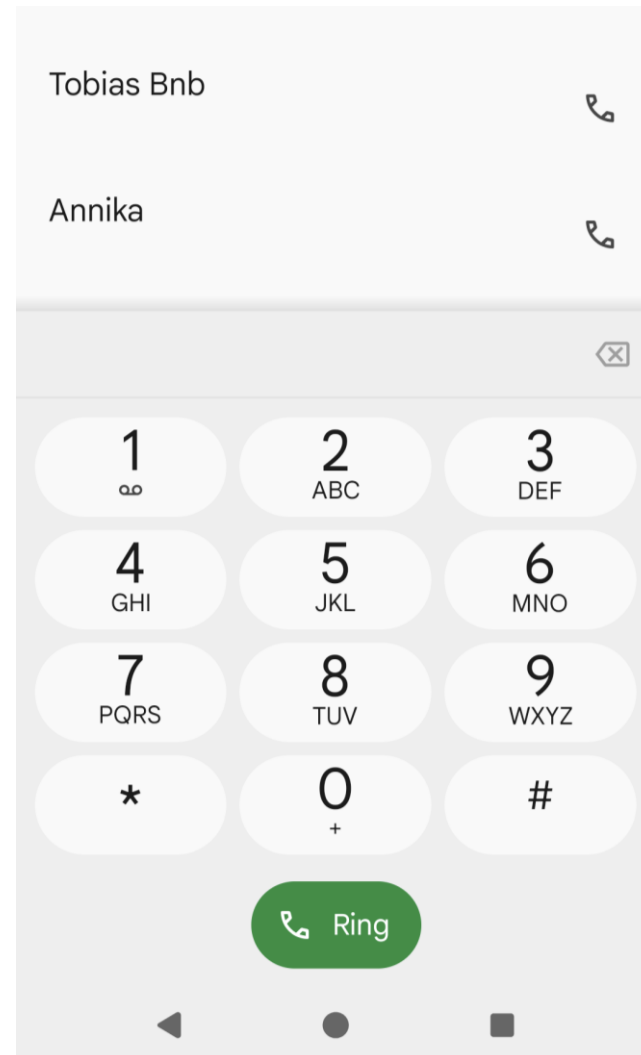 Tobias Bnb
Annika
1 2 3
ABC DEF
4 5 6
GHI JKL MNO
7 8 9
PQRS TUV WXYZ
* 0 #
+
Ring